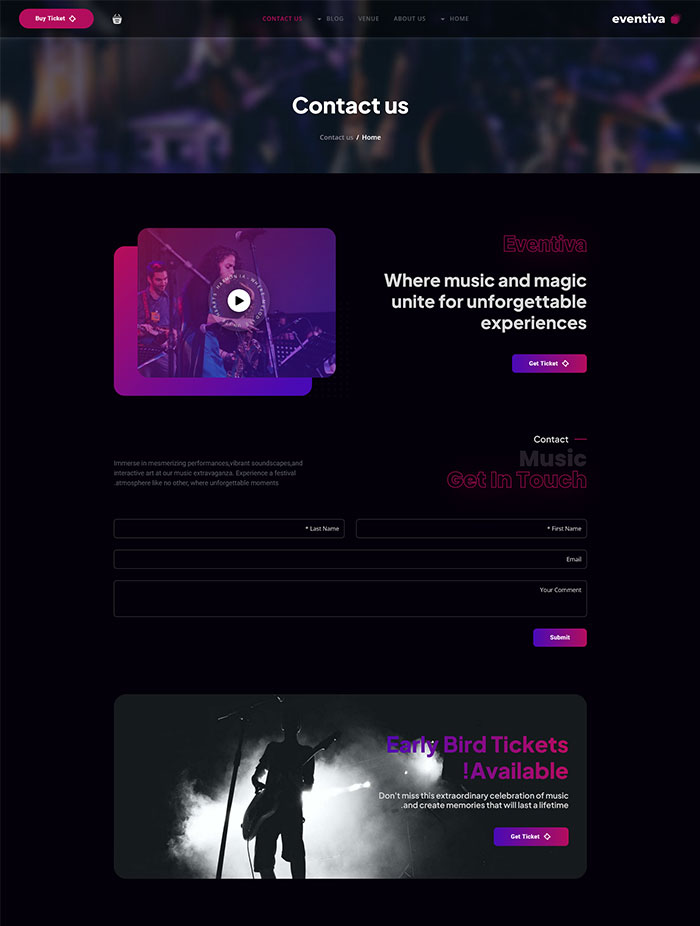 eventiva
HOME
ABOUT US
VENUE
BLOG
CONTACT US
Buy Ticket
Contact us
Contact us / Home
Eventiva
Where music and magic
unite for unforgettable
experiences
Get Ticket
Contact
Music
Get In Touch
Immerse in mesmerizing performances,vibrant soundscapes,and
interactive art at our music extravaganza. Experience a festival
.atmosphere like no other, where unforgettable moments
* First Name
* Last Name
Email
Your Comment
Submit
Early Bird Tickets
!Available
Don't miss this extraordinary celebration of music
.and create memories that will last a lifetime
Get Ticket